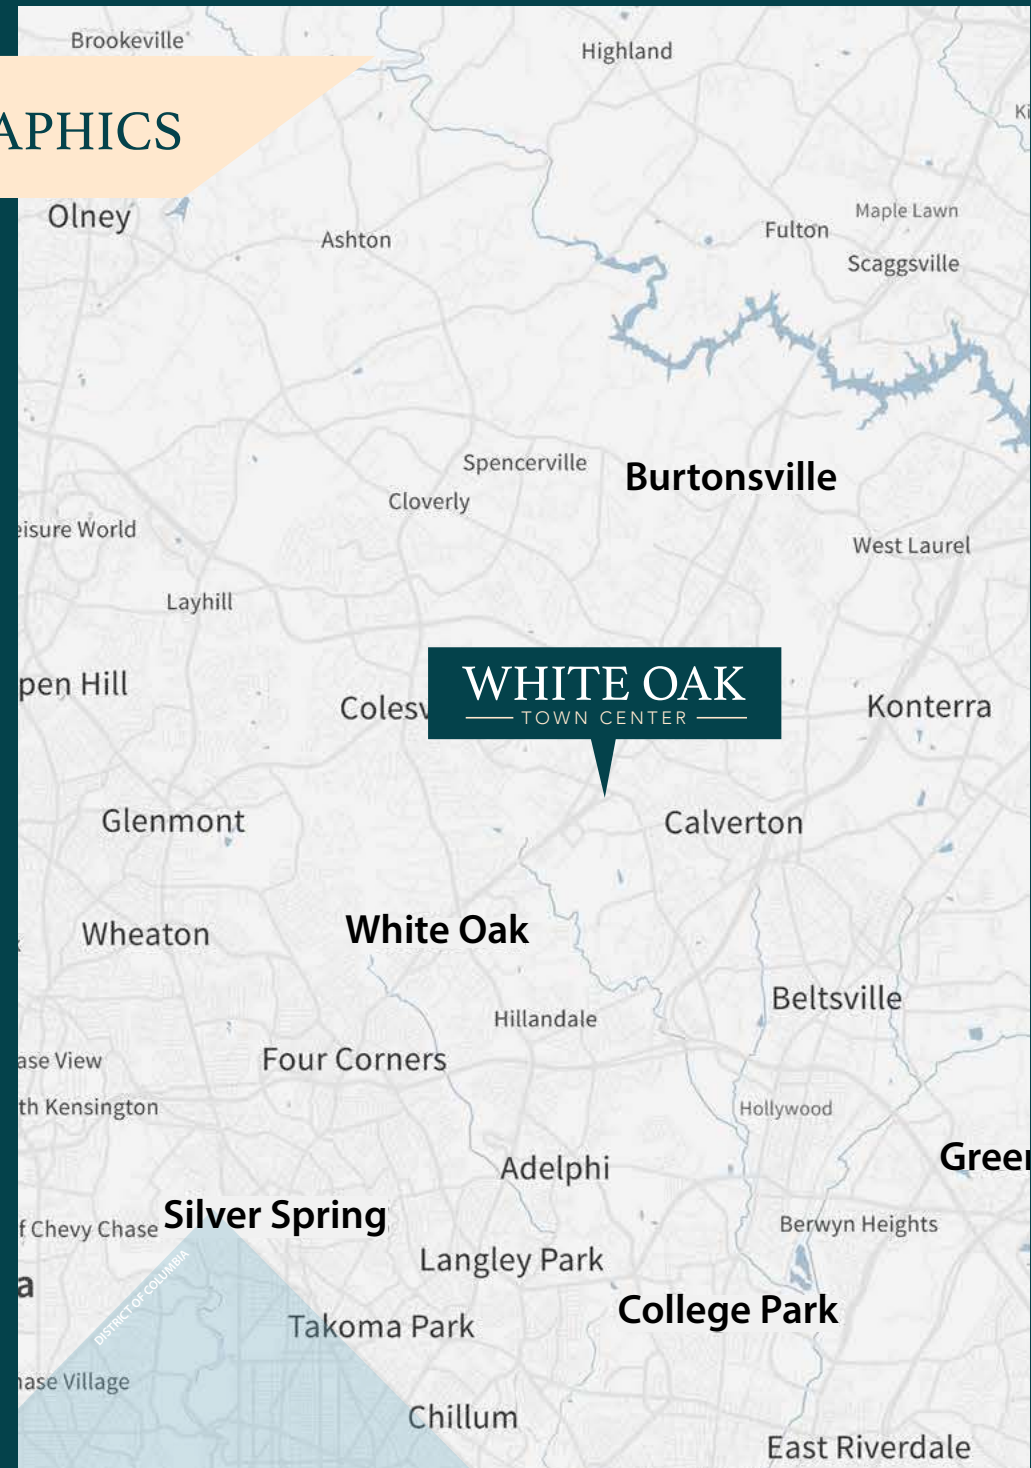 Brookeville
Highland
Ki
APHICS
Olney
Ashton
Maple Lawn
Fulton
Scaggsville
Spencerville
Burtonsville
Cloverly
eisure World
West Laurel
Layhill
pen Hill
WHITE OAK
TOWN CENTER
Colesv
Konterra
Glenmont
Calverton
Wheaton
White Oak
Beltsville
Hillandale
ase View
Four Corners
th Kensington
Hollywood
Adelphi
Green
f Chevy Chase
Silver Spring
Berwyn Heights
Langley Park
a
DISTRICT OF COLUMBIA
College Park
Takoma Park
hase Village
Chillum
East Riverdale